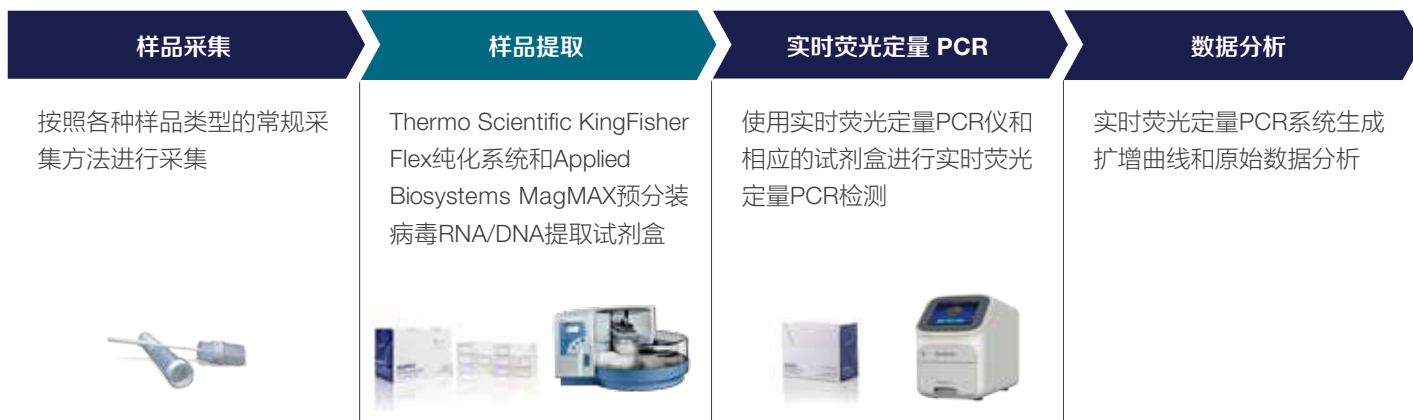 样品采集
样品提取
实时荧光定量 PCR
数据分析
按照各种样品类型的常规采
集方法进行采集
Thermo Scientific KingFisher
Flex纯化系统和Applied
Biosystems MagMAX预分装
病毒RNA/DNA提取试剂盒
使用实时荧光定量PCR仪和
相应的试剂盒进行实时荧光
定量PCR检测
实时荧光定量PCR系统生成
扩增曲线和原始数据分析